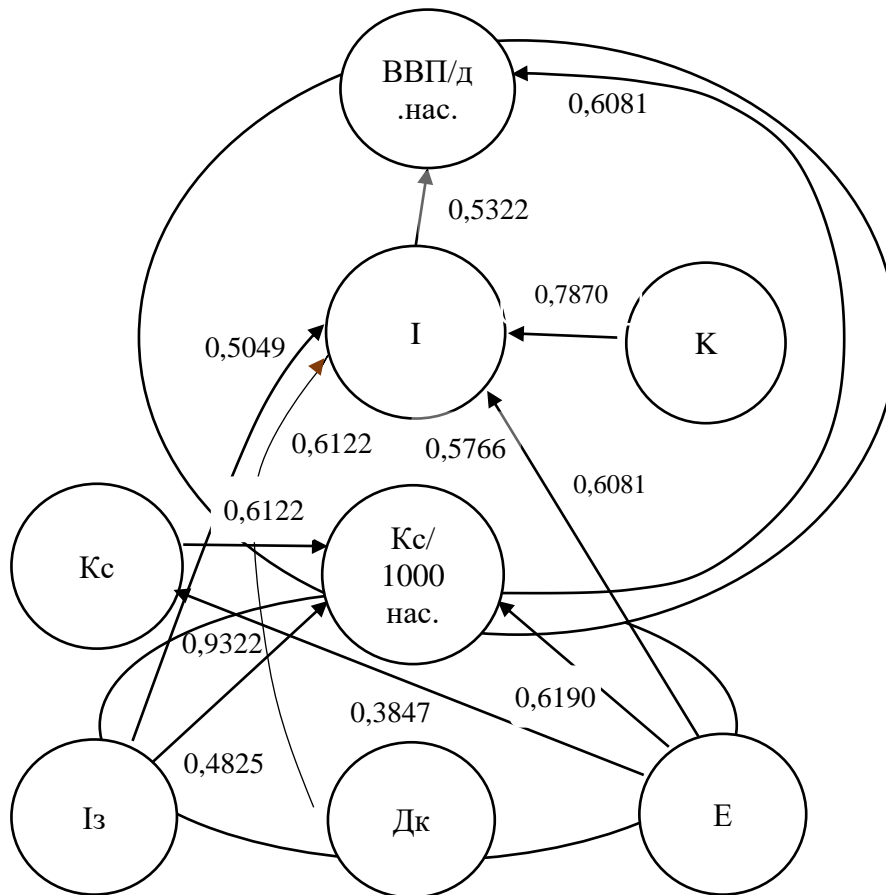 ВВП/д
.нас.
0,6081
0,5322
0,7870
I
K
0,5049
0,6122
0,5766
0,6081
0,6122
Кс
Кс/
1000
нас.
0,9322
0,6190
0,3847
0,4825
Із
Дк
Е